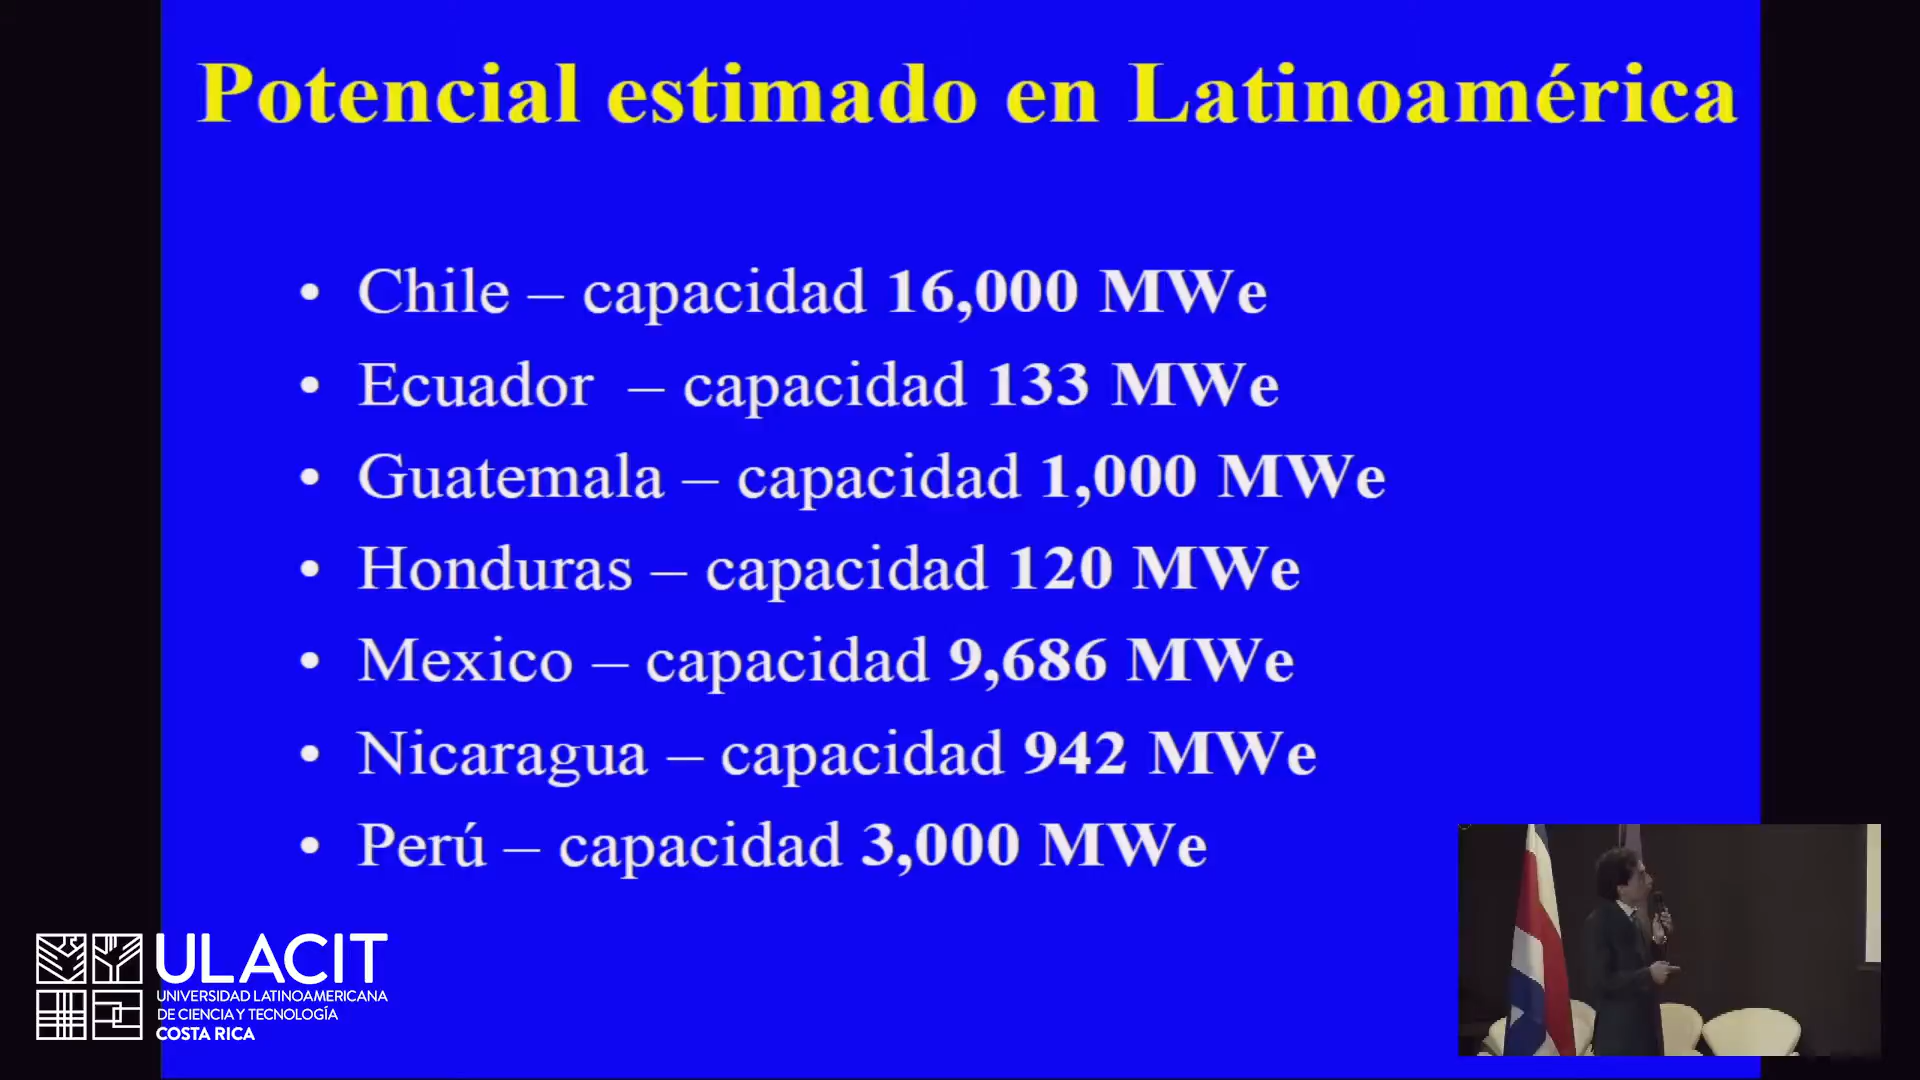 Potencial estimado en Latinoamérica
• Chile – capacidad 16,000 MWe
• Ecuador – capacidad 133 MWe
• Guatemala – capacidad 1,000 MWe
• Honduras – capacidad 120 MWe
• Mexico – capacidad 9,686 MWe
• Nicaragua – capacidad 942 MWe
• Perú – capacidad 3,000 MWe
ULACIT
UNIVERSIDAD LATINOAMERICANA
DE CIENCIA Y TECNOLOGÍA
COSTA RICA